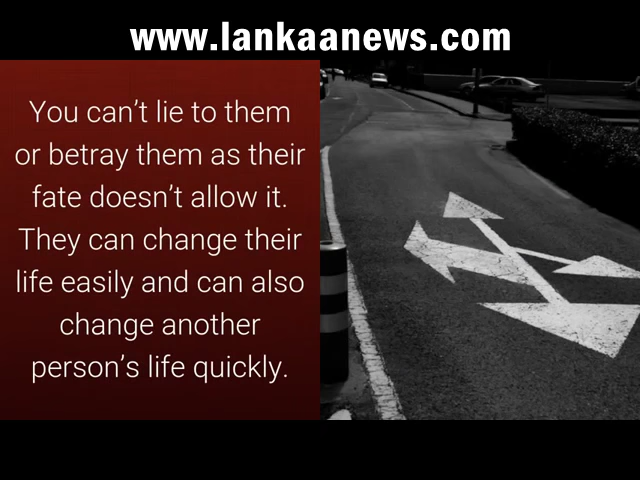 www.lankaanews.com
You can’t lie to them
or betray them as their
fate doesn’t allow it.
They can change their
life easily and can also
change another
person’s life quickly.